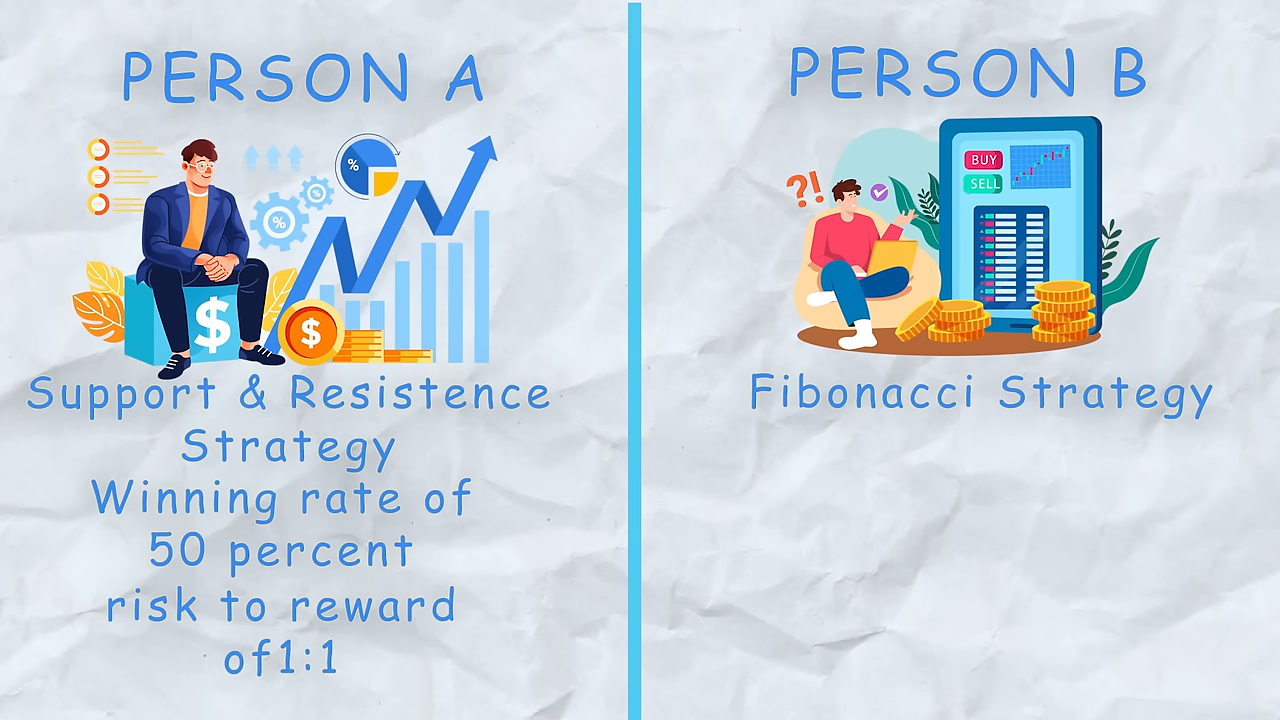 PERSON A
%
%
%
$
$
Support & Resistence
Strategy
Winning rate of
50 percent
risk to reward
of1:1
PERSON B
?!
BUY
SELL
Fibonacci Strategy